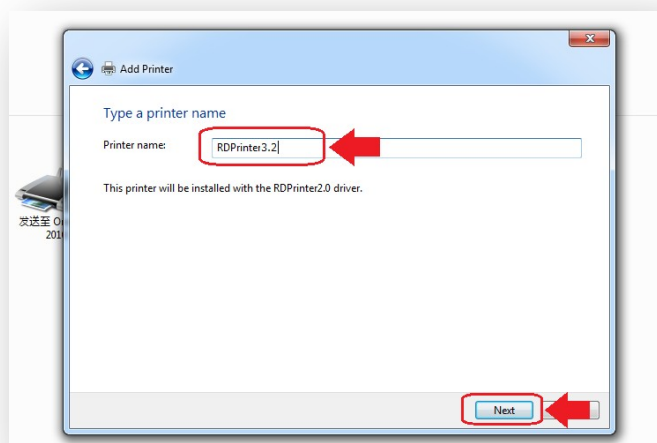 Add Printer
Type a printer name
Printer name:
RDPrinter3.2
This printer will be installed with the RDPrinter2.0 driver.
发送至 O
201
Next